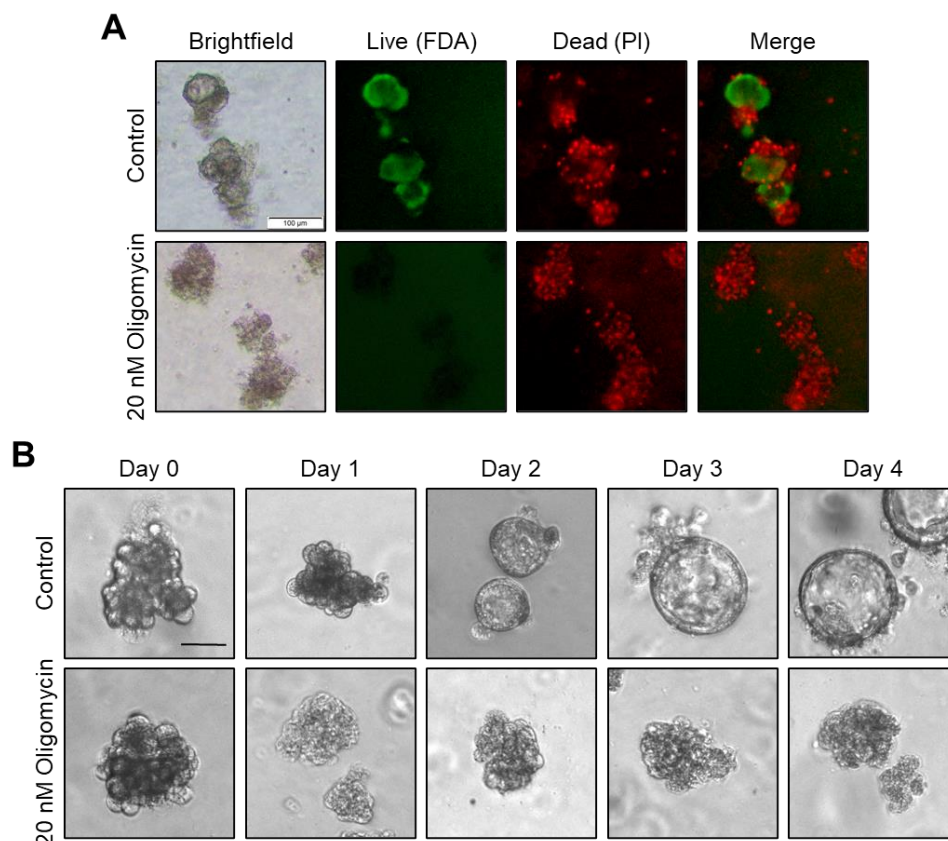 A
Brightfield Live (FDA) Dead (PI) Merge
Control
100 µm
20 nM Oligomycin
B
Day 0 Day 1 Day 2 Day 3 Day 4
Control
20 nM Oligomycin